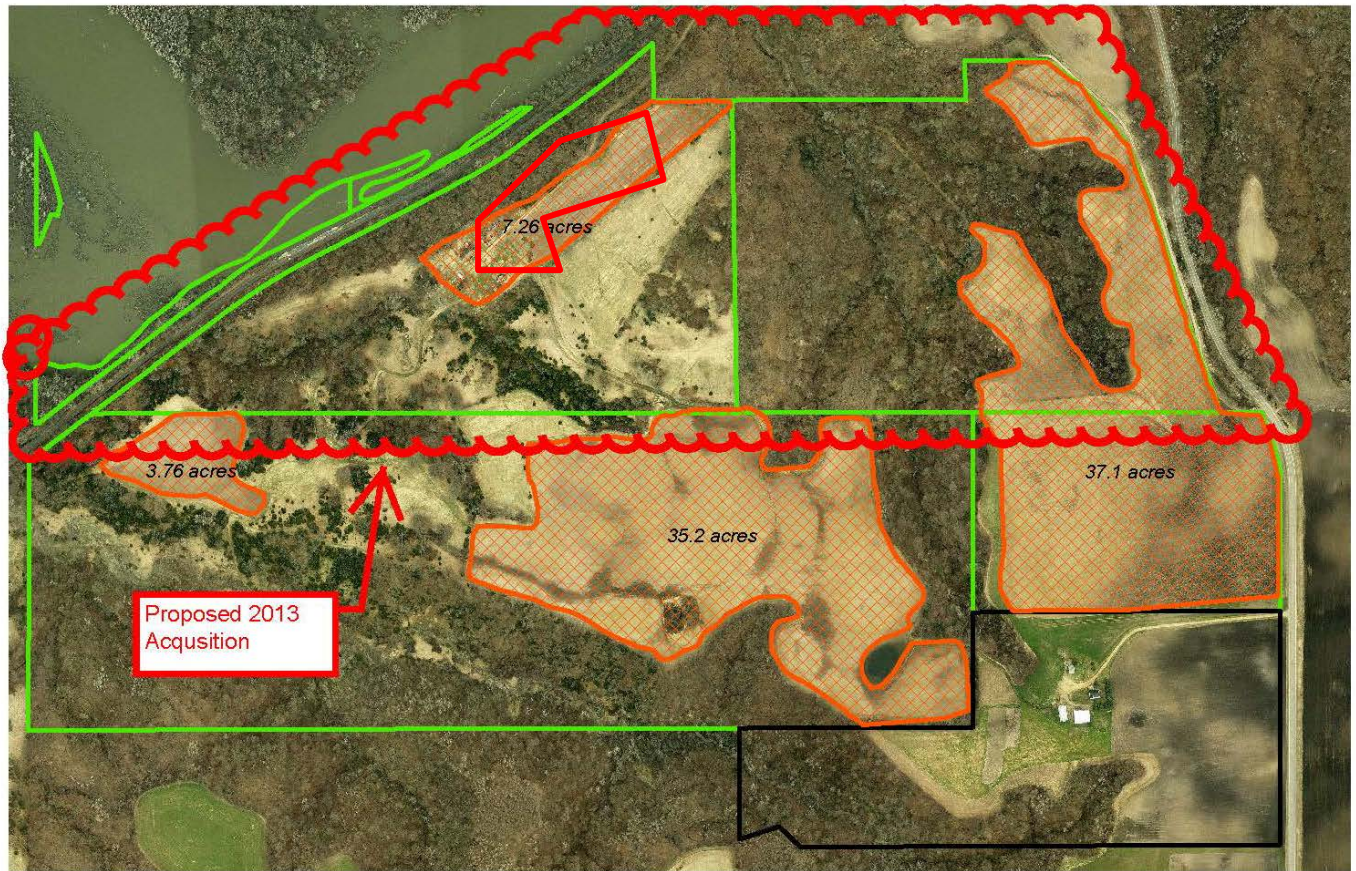 7.26 acres
3.76 acres
37.1 acres
35.2 acres
Proposed 2013
Acqusition